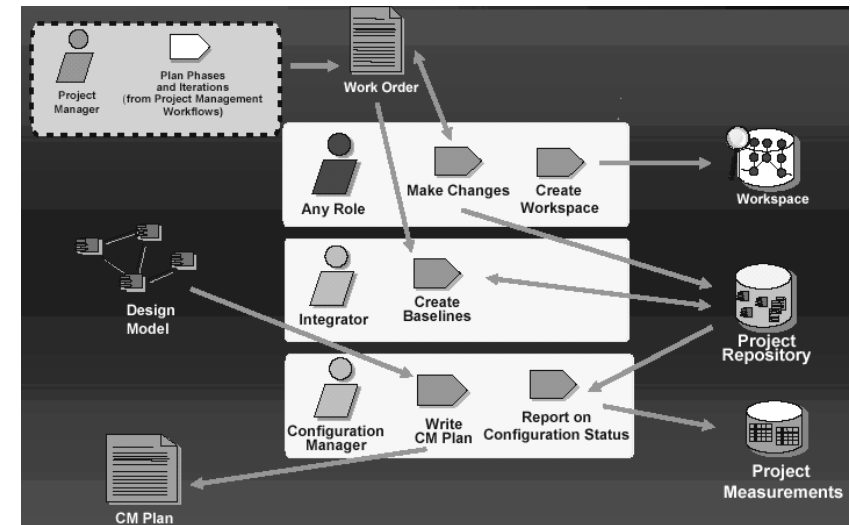 Project
Manager
Plan Phases
and Iterations
(from Project Management
Workflows)
Work Order
Any Role
Make Changes
Create
Workspace
Workspace
Design
Model
Integrator
Create
Baselines
Project
Repository
Configuration
Manager
Write
CM Plan
Report on
Configuration Status
Project
Measurements
CM Plan